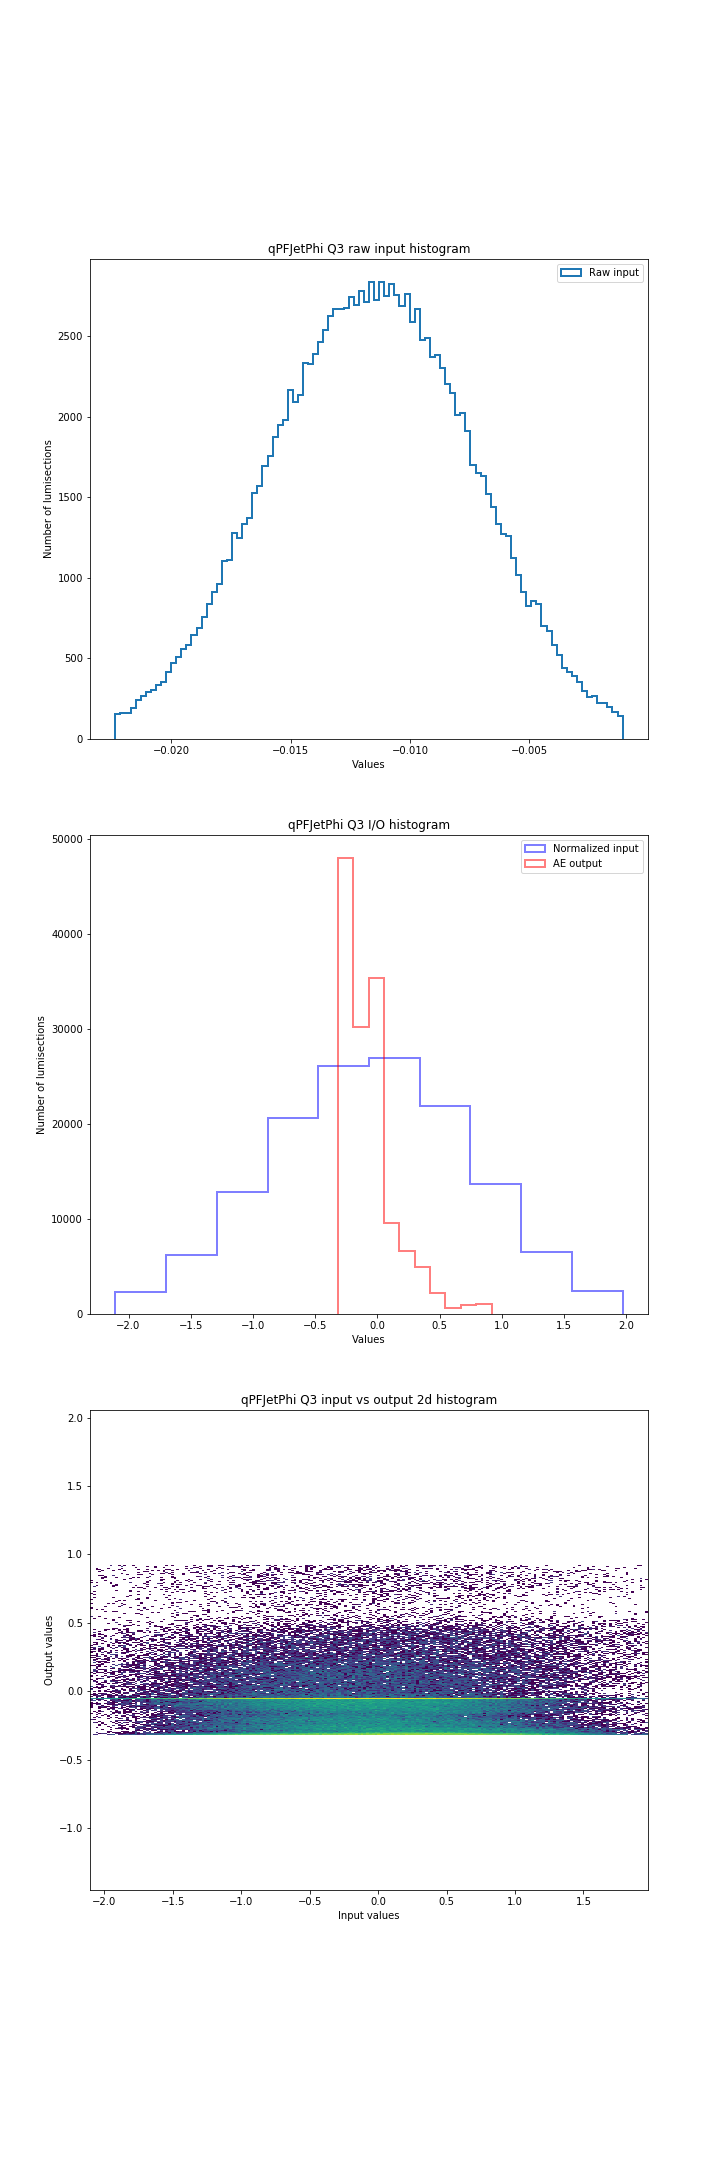 qPFJetPhi Q3 raw input histogram
Raw input
Number of lumisections
2500
2000
1500
1000
500
0
−0.020 −0.015 −0.010 −0.005
Values
qPFJetPhi Q3 I/O histogram
Normalized input
AE output
Number of lumisections
50000
40000
30000
20000
10000
0
−2.0 −1.5 −1.0 −0.5 0.0 0.5 1.0 1.5 2.0
Values
qPFJetPhi Q3 input vs output 2d histogram
Output values
2.0
1.5
1.0
0.5
0.0
−0.5
−1.0
−2.0 −1.5 −1.0 −0.5 0.0 0.5 1.0 1.5
Input values